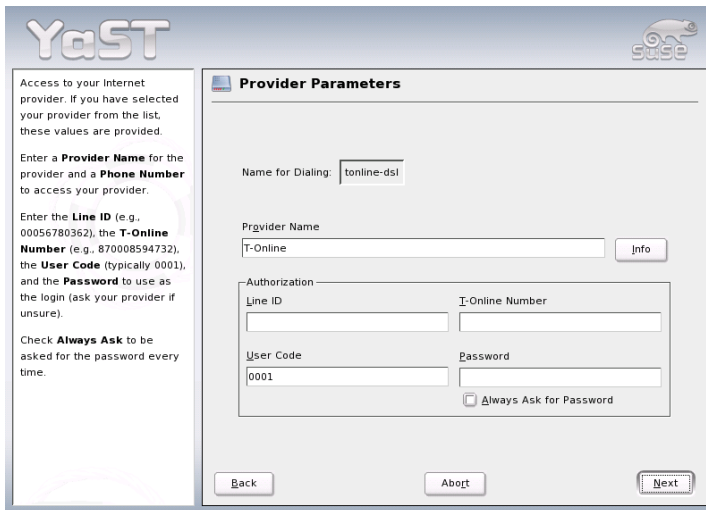 YaST
suse
Access to your Internet
provider. If you have selected
your provider from the list,
these values are provided.
Enter a Provider Name for the
provider and a Phone Number
to access your provider.
Enter the Line ID (e.g.,
00056780362), the T-Online
Number (e.g., 870008594732),
the User Code (typically 0001),
and the Password to use as
the login (ask your provider if
unsure).
Check Always Ask to be
asked for the password every
time.
Provider Parameters
Name for Dialing: tonline-dsl
Provider Name
T-Online
Info
Authorization
Line ID
T-Online Number
User Code
Password
0001
Always Ask for Password
Back
Abort
Next